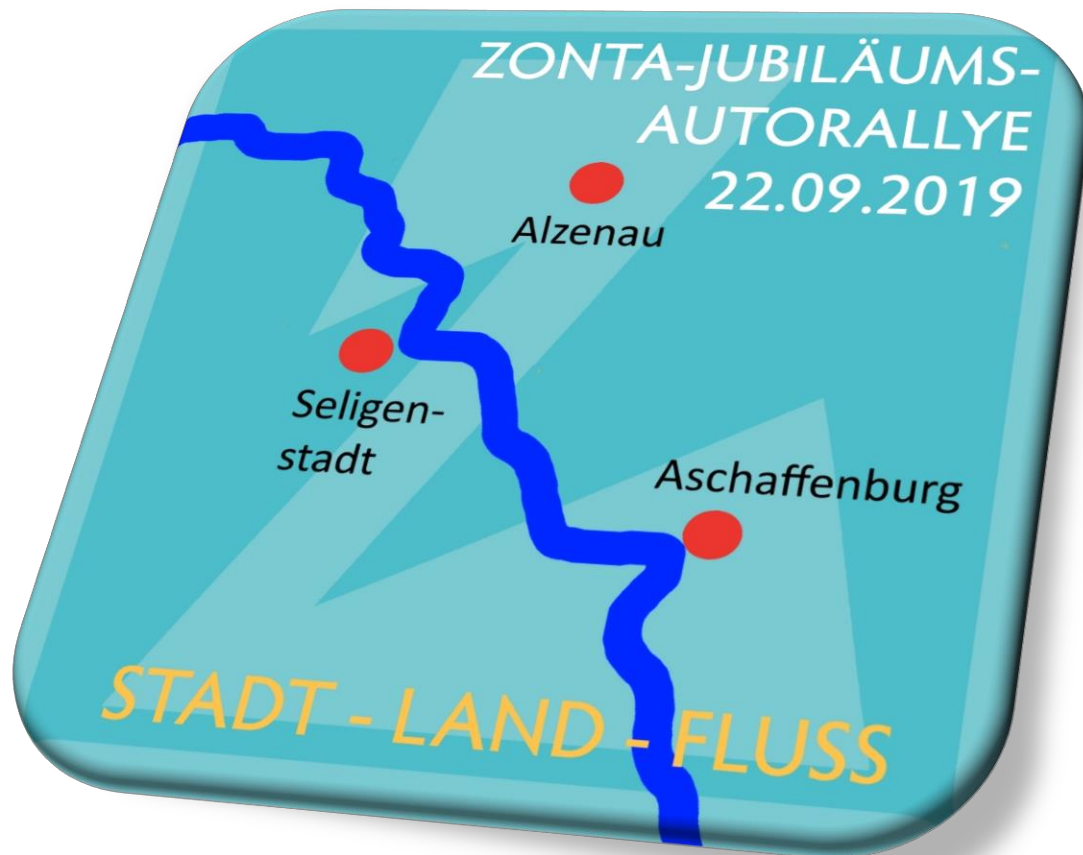 ZONTA-JUBILÄUMS-
AUTORALLYE
22.09.2019
Alzenau
Seligen-
stadt
Aschaffenburg
STADT - LAND - FLUSS